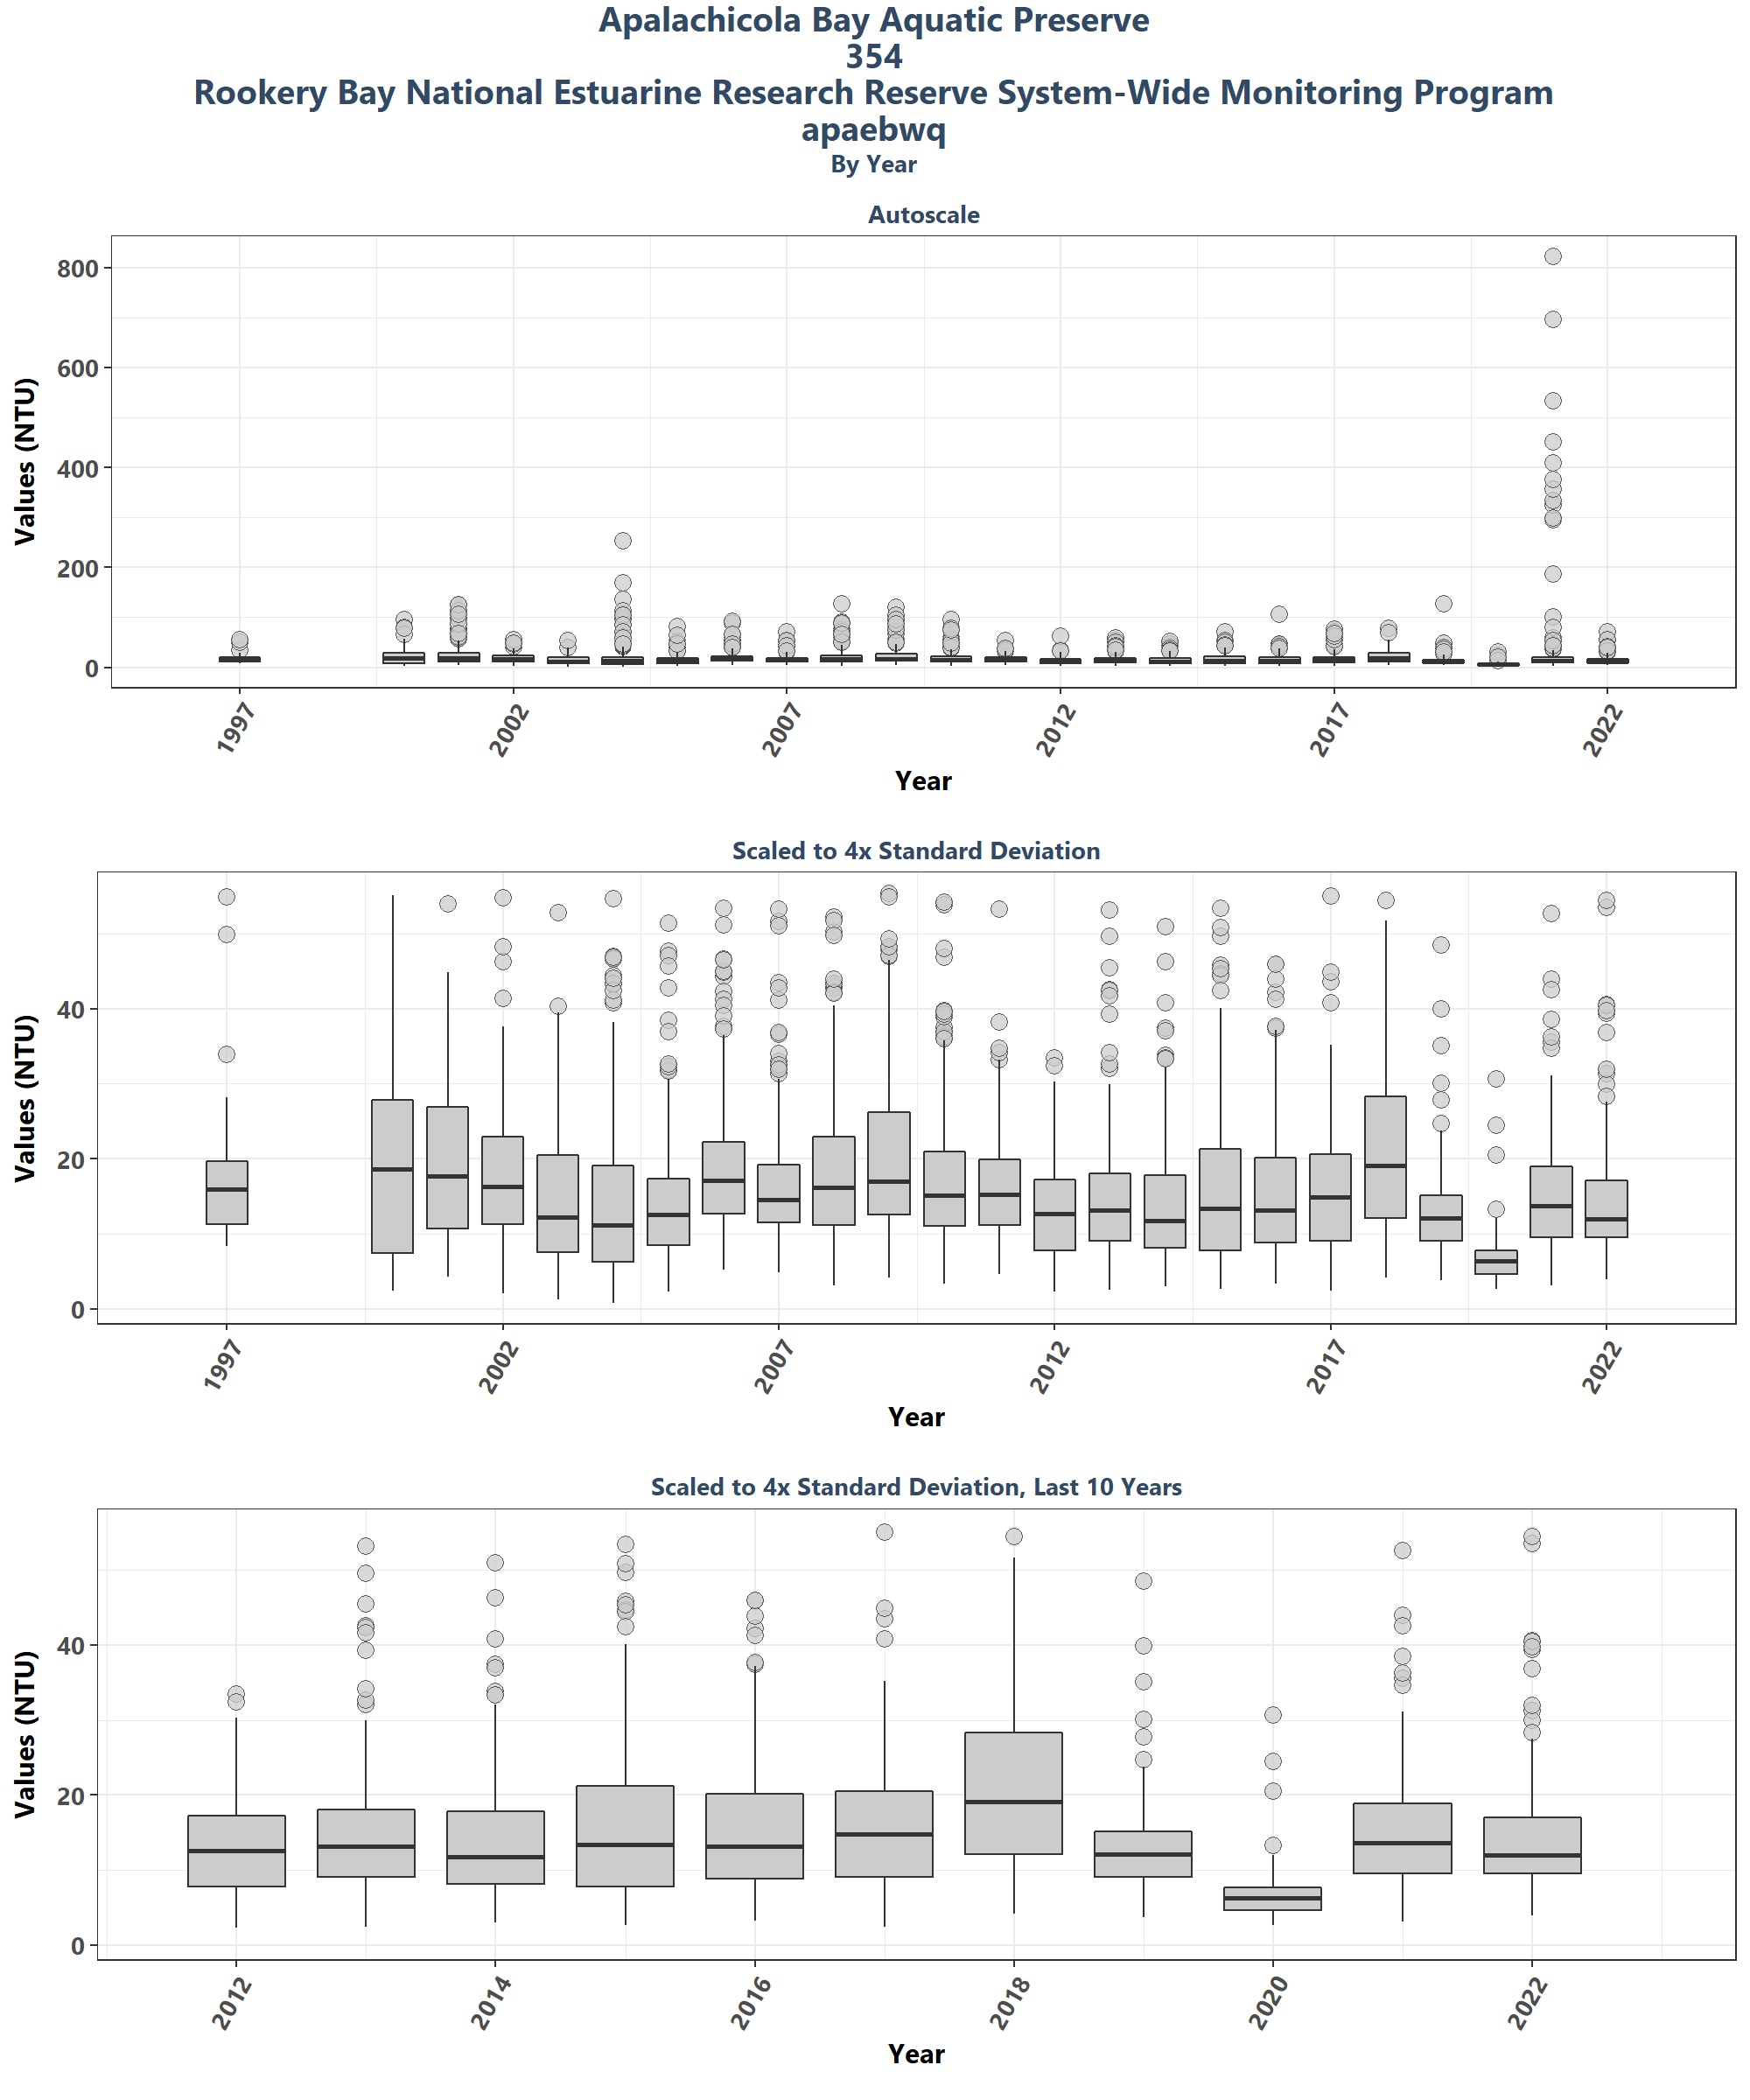 Apalachicola Bay Aquatic Preserve
354
Rookery Bay National Estuarine Research Reserve System-Wide Monitoring Program
apaebwq
By Year
Autoscale
Values (NTU)
800
600
400
200
0
1997
2002
2007
2012
2017
2022
Year
Scaled to 4x Standard Deviation
Values (NTU)
40
20
0
1997
2002
2007
2012
2017
2022
Year
Scaled to 4x Standard Deviation, Last 10 Years
Values (NTU)
40
20
0
2012
2014
2016
2018
2020
2022
Year